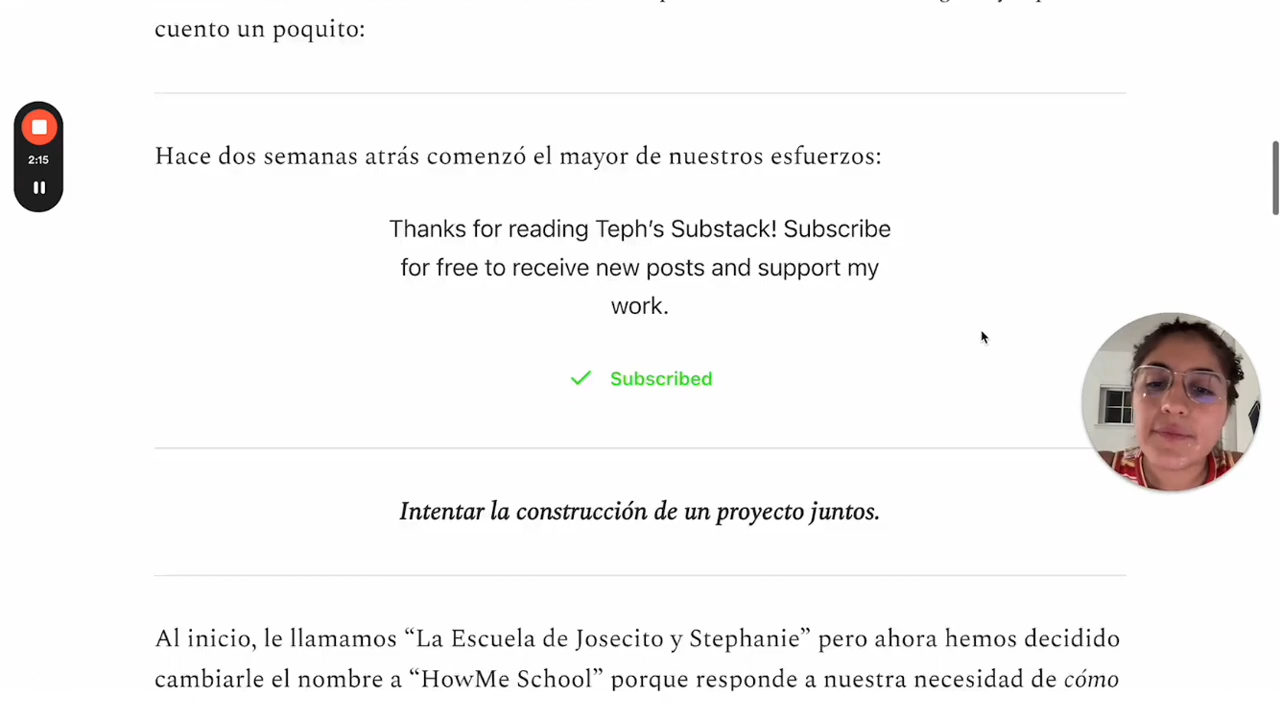 cuento un poquito:
2:15
Hace dos semanas atrás comenzó el mayor de nuestros esfuerzos:
Thanks for reading Teph's Substack! Subscribe
for free to receive new posts and support my
work.
Subscribed
Intentar la construcción de un proyecto juntos.
Al inicio, le llamamos “La Escuela de Josecito y Stephanie” pero ahora hemos decidido
cambiarle el nombre a “HowMe School” porque responde a nuestra necesidad de cómo